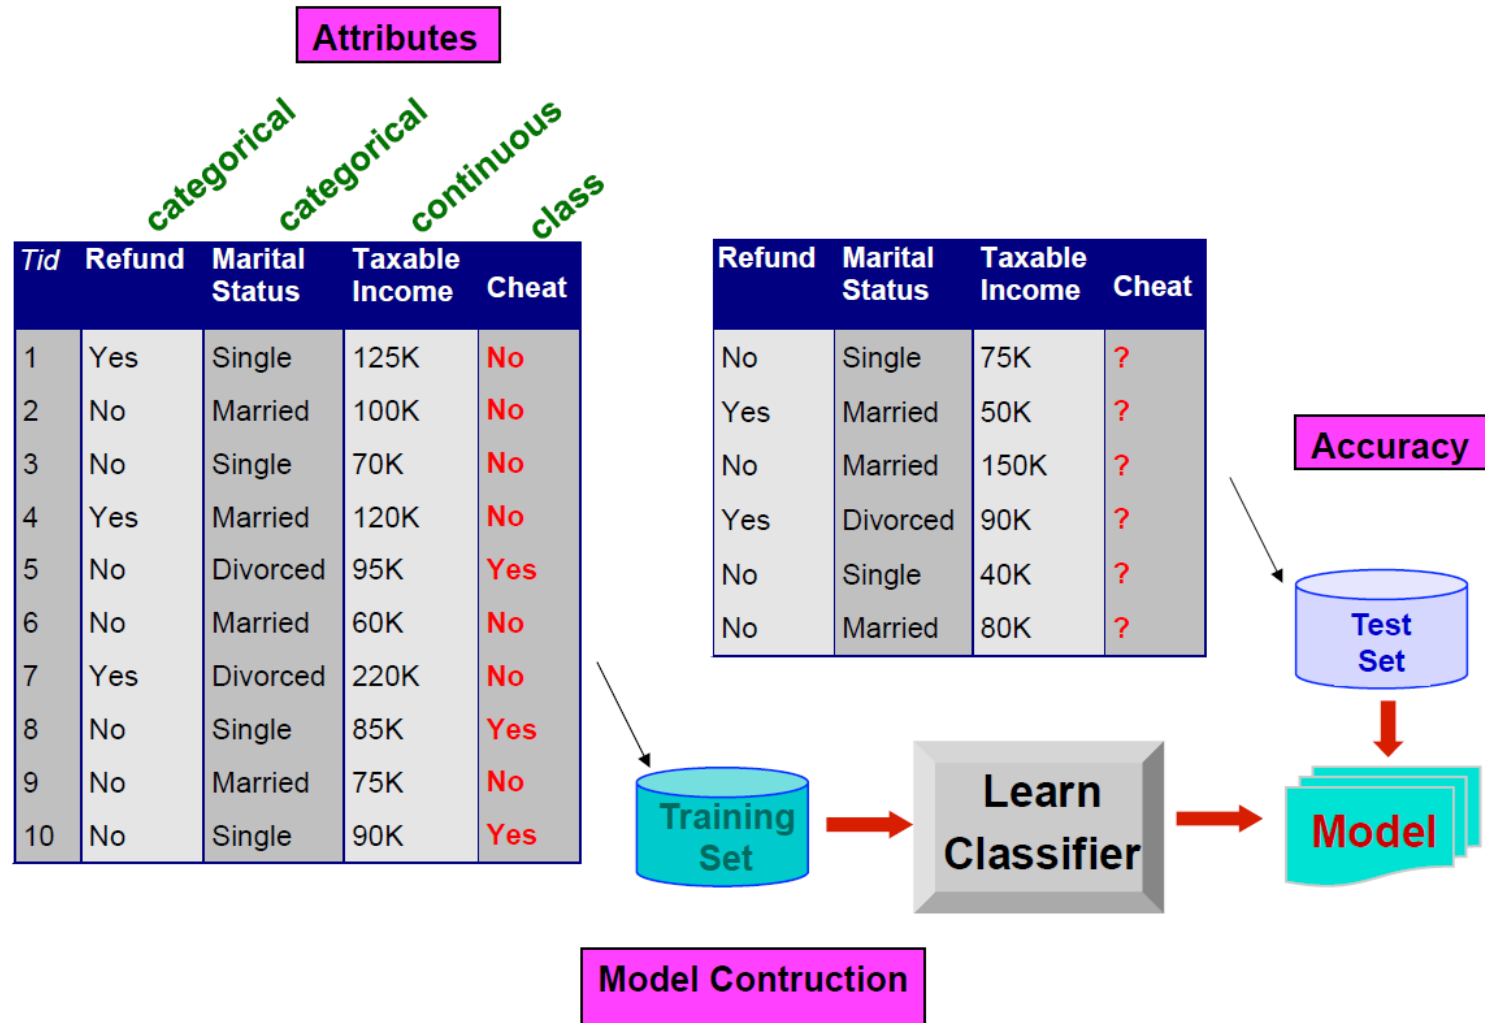 Attributes
categorical
categorical
continuous
class
Tid Refund Marital Status Taxable Income Cheat
1 Yes Single 125K No
2 No Married 100K No
3 No Single 70K No
4 Yes Married 120K No
5 No Divorced 95K Yes
6 No Married 60K No
7 Yes Divorced 220K No
8 No Single 85K Yes
9 No Married 75K No
10 No Single 90K Yes
Refund Marital Status Taxable Income Cheat
No Single 75K ?
Yes Married 50K ?
No Married 150K ?
Yes Divorced 90K ?
No Single 40K ?
No Married 80K ?
Accuracy
Test
Set
Training
Set
Learn
Classifier
Model
Model Contruction